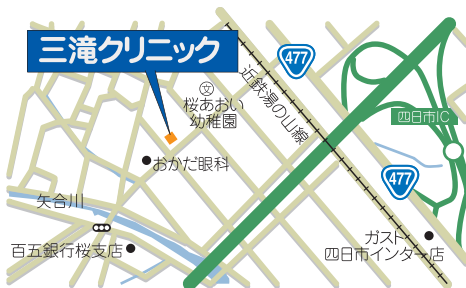 三滝クリニック
477
文
桜あおい
幼稚園
近鉄湯の山線
四日市IC
おかだ眼科
477
矢合川
百五銀行桜支店
ガスト
四日市インター店